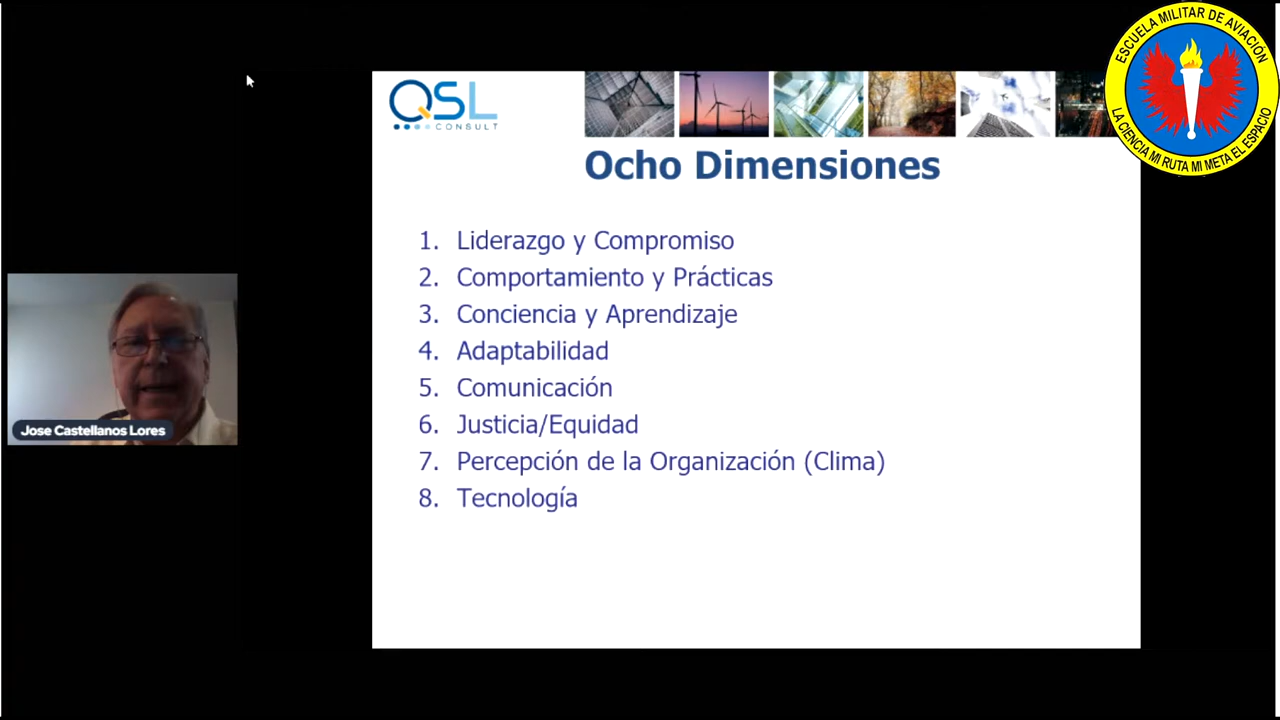 ESCUELA MILITAR DE AVIACIÓN
LA CIENCIA MI RUTA MI META EL ESPACIO
QSL
CONSULT
Ocho Dimensiones
1. Liderazgo y Compromiso
2. Comportamiento y Prácticas
3. Conciencia y Aprendizaje
4. Adaptabilidad
5. Comunicación
6. Justicia/Equidad
7. Percepción de la Organización (Clima)
8. Tecnología
Jose Castellanos Lores